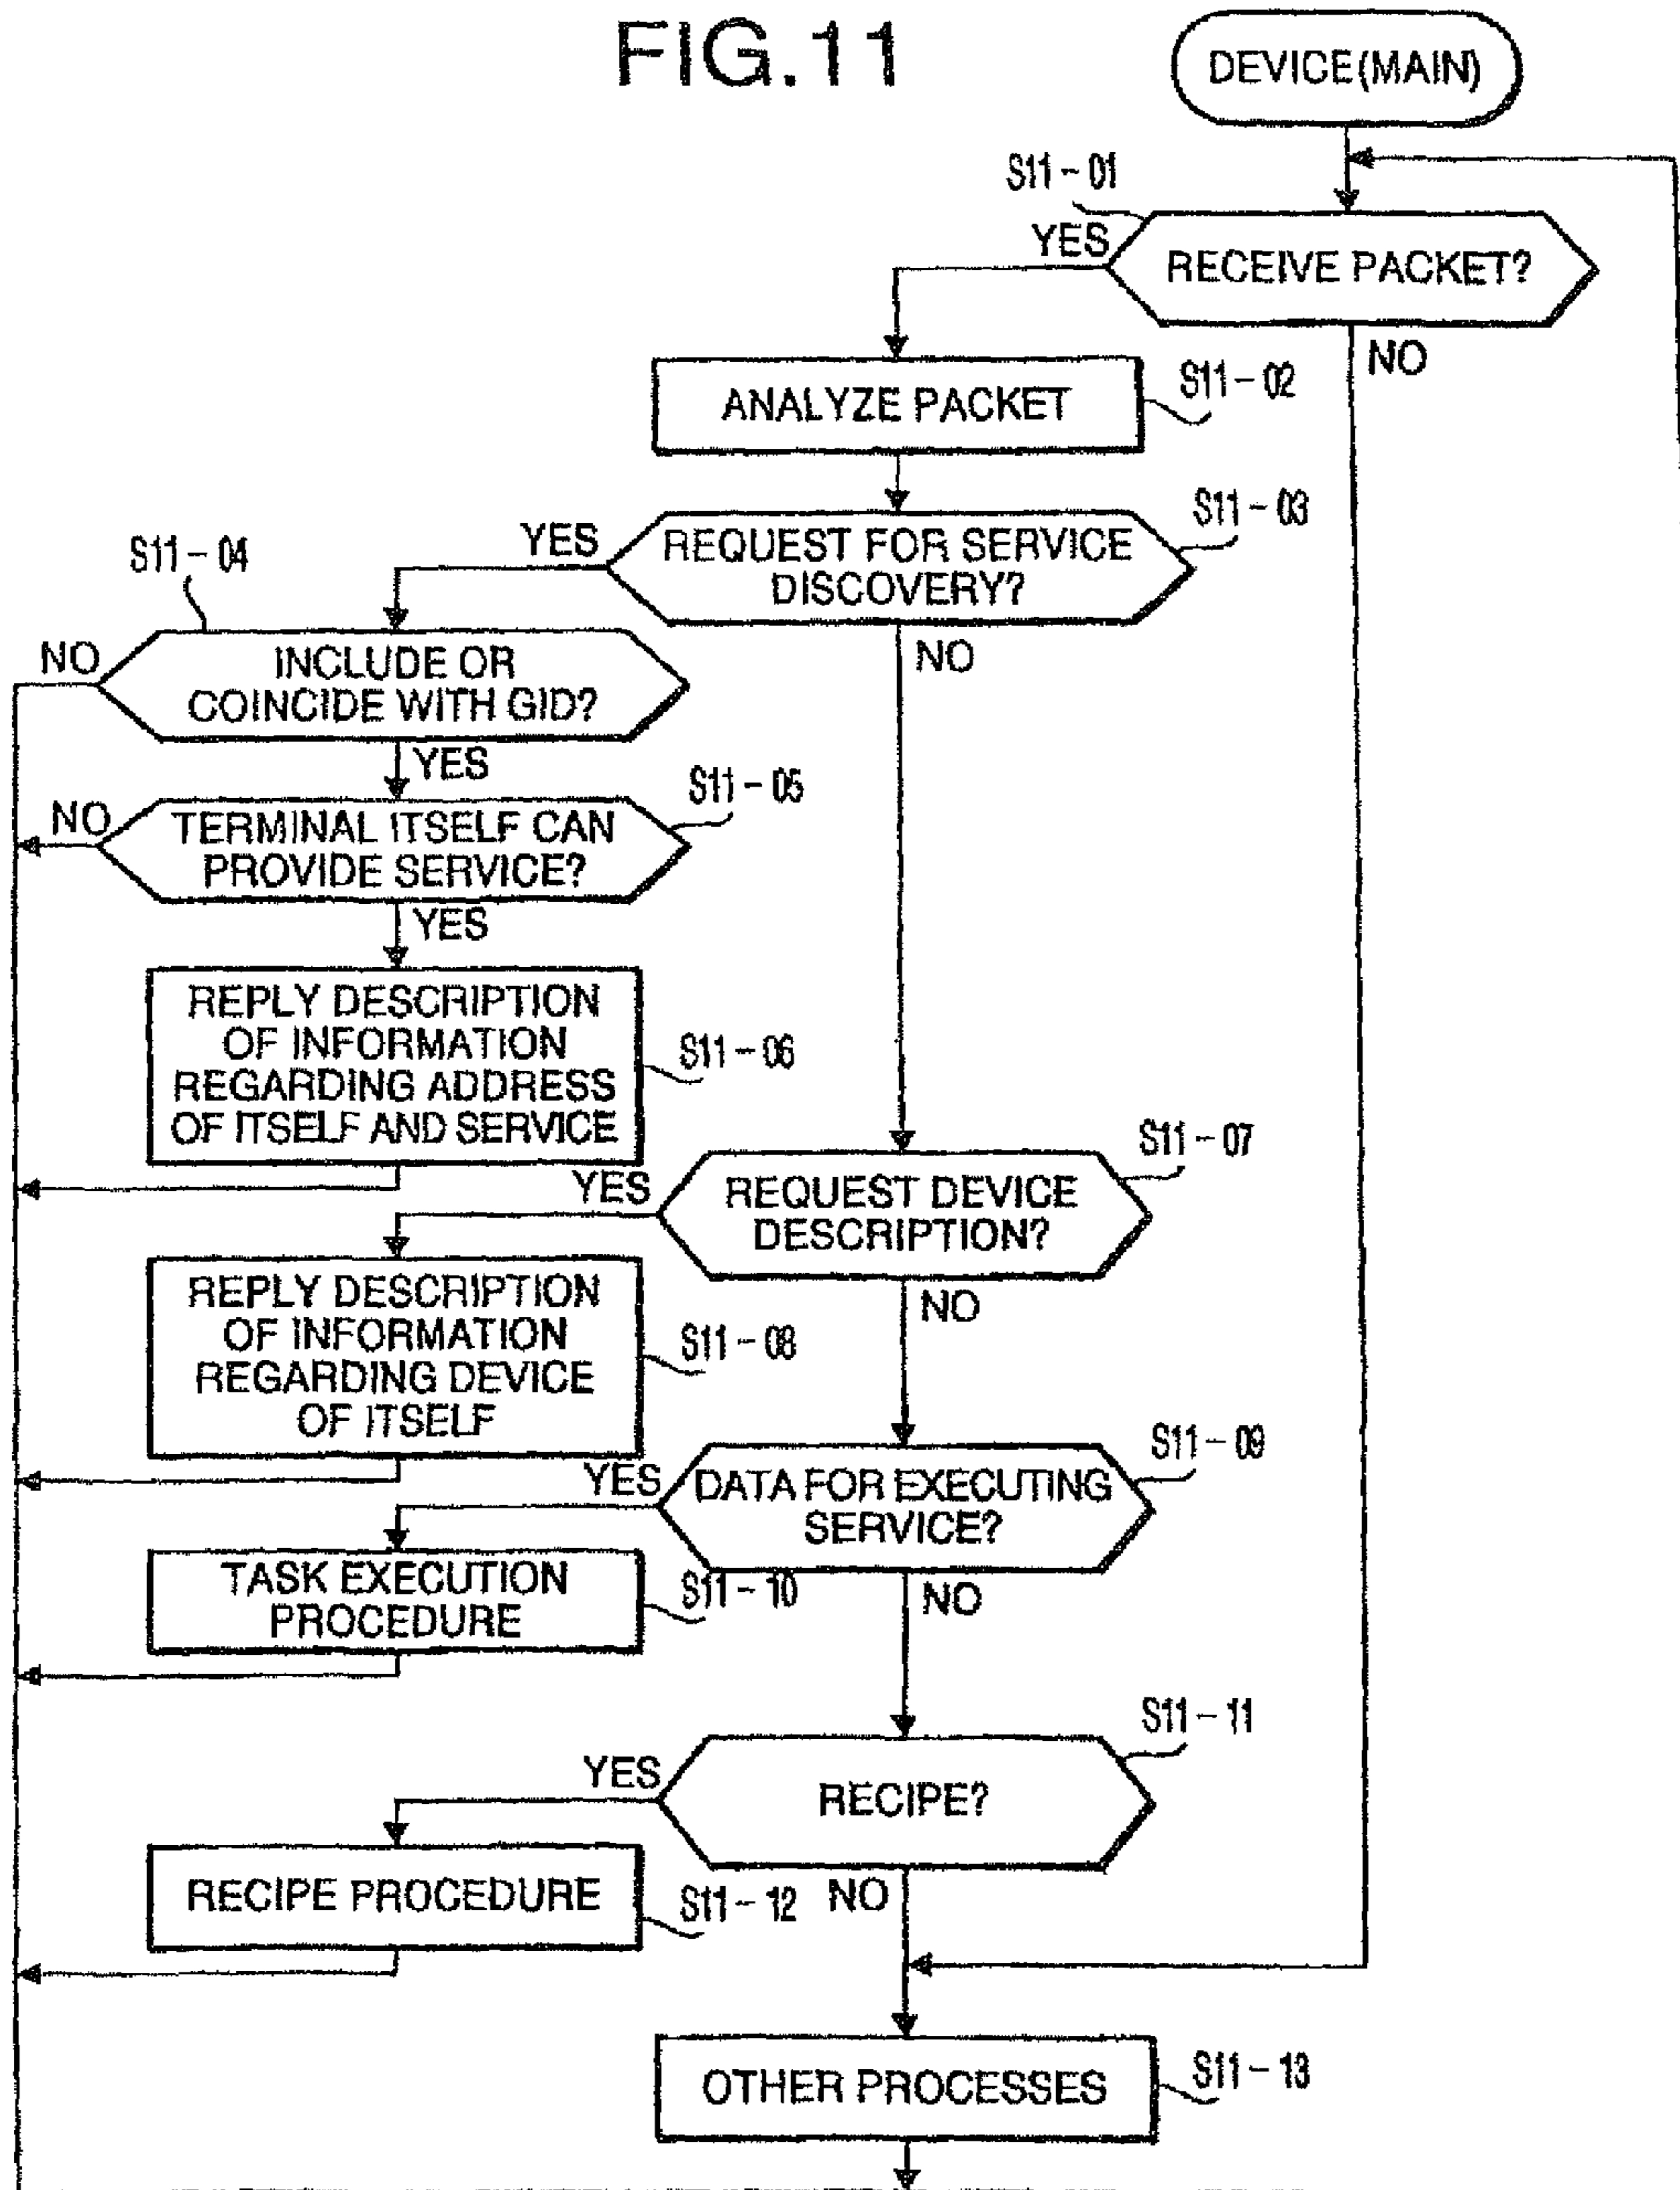 FIG.11
DEVICE(MAIN)
S11-01
YES
RECEIVE PACKET?
NO
ANALYZE PACKET
S11-02
S11-03
YES
REQUEST FOR SERVICE
DISCOVERY?
NO
S11-04
NO
INCLUDE OR
COINCIDE WITH GID?
YES
S11-05
NO
TERMINAL ITSELF CAN
PROVIDE SERVICE?
YES
REPLY DESCRIPTION
OF INFORMATION
REGARDING ADDRESS
OF ITSELF AND SERVICE
S11-06
S11-07
YES
REQUEST DEVICE
DESCRIPTION?
NO
REPLY DESCRIPTION
OF INFORMATION
REGARDING DEVICE
OF ITSELF
S11-08
S11-09
YES
DATA FOR EXECUTING
SERVICE?
NO
TASK EXECUTION
PROCEDURE
S11-10
S11-11
YES
RECIPE?
NO
RECIPE PROCEDURE
S11-12
OTHER PROCESSES
S11-13